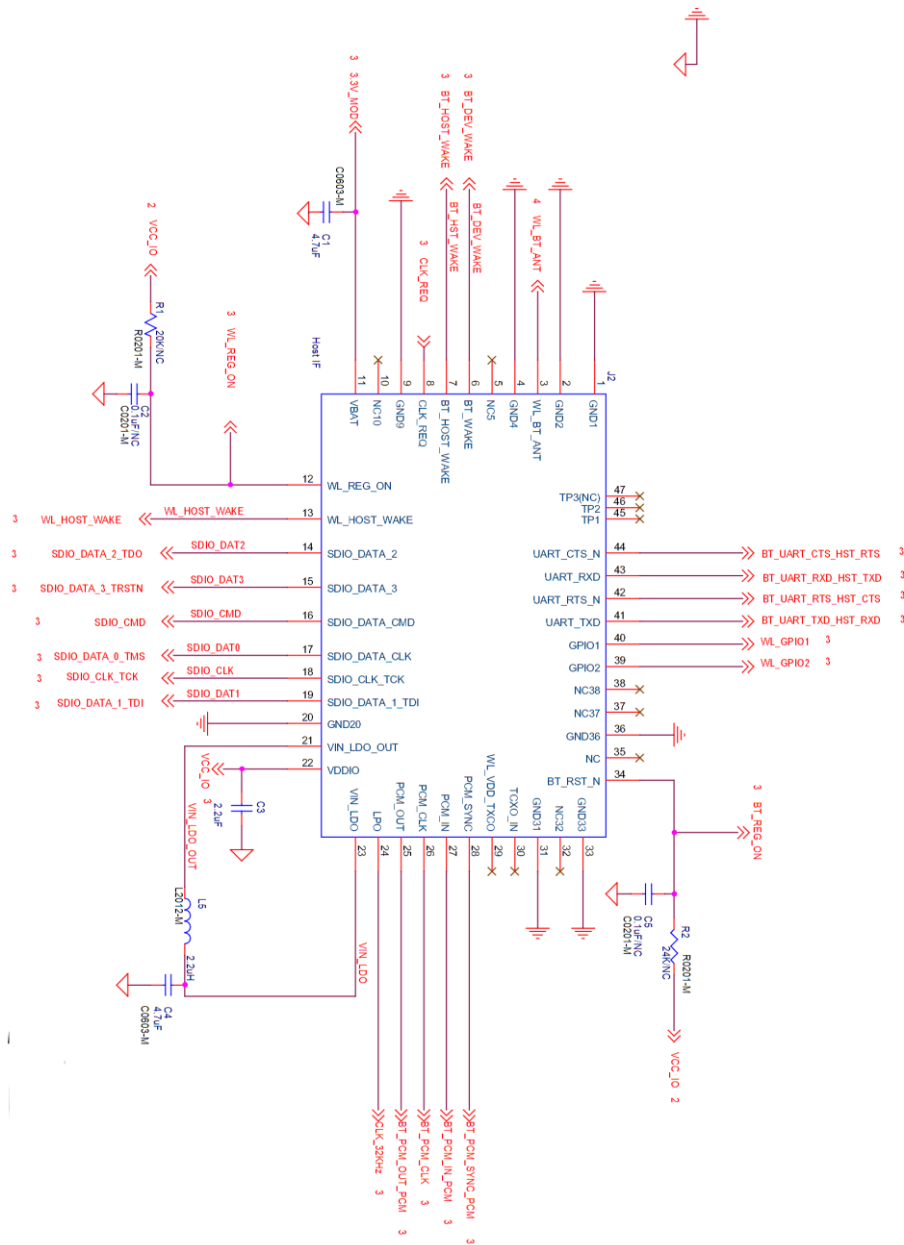 3 3.3V_MOD
3 BT_HOST_WAKE
3 BT_DEV_WAKE
BT_HST_WAKE
BT_DEV_WAKE
4 WL_BT_ANT
C0603-M
C1
4.7uF
3 CLK_REQ
2 VCC_IO
R1
20K/NC
R0201-M
3 WL_REG_ON
C2
0.1uF/NC
C0201-M
Host IF
J2
11
10
9
8
7
6
5
4
3
2
1
VBAT
NC10
GND9
CLK_REQ
BT_HOST_WAKE
BT_WAKE
NC5
GND4
WL_BT_ANT
GND2
GND1
12 WL_REG_ON
3 WL_HOST_WAKE WL_HOST_WAKE 13 WL_HOST_WAKE
3 SDIO_DATA_2_TDO SDIO_DAT2 14 SDIO_DATA_2
3 SDIO_DATA_3_TRSTN SDIO_DAT3 15 SDIO_DATA_3
3 SDIO_CMD SDIO_CMD 16 SDIO_DATA_CMD
3 SDIO_DATA_0_TMS SDIO_DAT0 17 SDIO_DATA_CLK
3 SDIO_CLK_TCK SDIO_CLK 18 SDIO_CLK_TCK
3 SDIO_DATA_1_TDI SDIO_DAT1 19 SDIO_DATA_1_TDI
20 GND20
21 VIN_LDO_OUT
22 VDDIO
TP3(NC) 47
TP2 46
TP1 45
UART_CTS_N 44 BT_UART_CTS_HST_RTS 3
UART_RXD 43 BT_UART_RXD_HST_TXD 3
UART_RTS_N 42 BT_UART_RTS_HST_CTS 3
UART_TXD 41 BT_UART_TXD_HST_RXD 3
GPIO1 40 WL_GPIO1 3
GPIO2 39 WL_GPIO2 3
NC38 38
NC37 37
GND36 36
NC 35
BT_RST_N 34
VCC_IO 3
C3
2.2uF
VIN_LDO_OUT
VIN_LDO
LPO
PCM_OUT
PCM_CLK
PCM_IN
PCM_SYNC
WL_VDD_TXCO
TCXO_IN
GND31
NC32
GND33
23
24
25
26
27
28
29
30
31
32
33
3 BT_REG_ON
L5
L2012-M
2.2uH
VIN_LDO
C4
4.7uF
C0603-M
C5
0.1uF/NC
C0201-M
R2
24K/NC
R0201-M
VCC_IO 2
CLK_32KHz 3
BT_PCM_OUT_PCM 3
BT_PCM_CLK 3
BT_PCM_IN_PCM 3
BT_PCM_SYNC_PCM 3